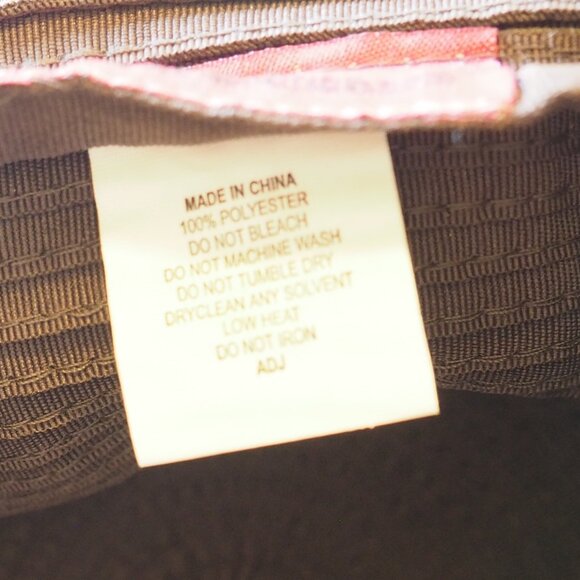 MADE IN CHINA
100% POLYESTER
DO NOT BLEACH
DO NOT MACHINE WASH
DO NOT TUMBLE DRY
DRYCLEAN ANY SOLVENT
LOW HEAT
DO NOT IRON
ADJ